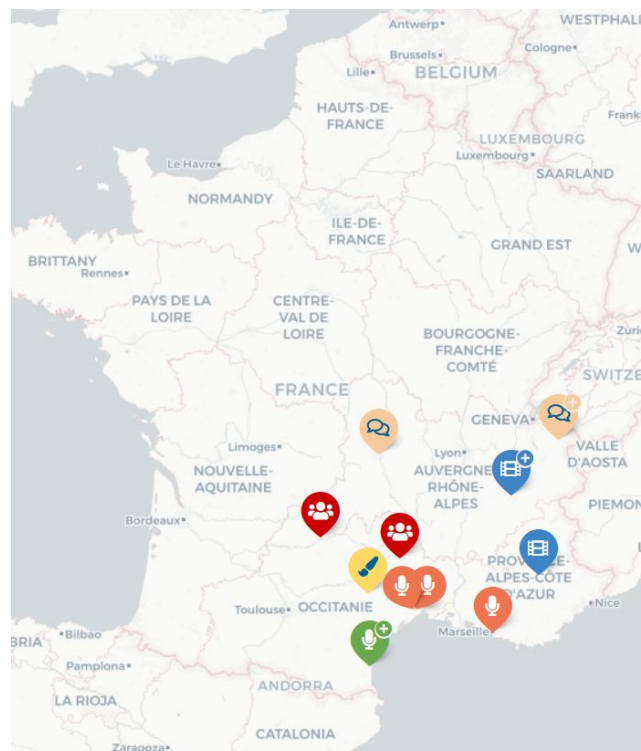 WESTPHALI
Antwerp
Cologne
Brussels
BELGIUM
Lille
HAUTS-DE-
FRANCE
Frank
LUXEMBOURG
Luxembourg
Le Havre
SAARLAND
NORMANDY
ILE-DE-
FRANCE
GRAND EST
W
BRITTANY
Rennes
PAYS DE LA
LOIRE
CENTRE-
VAL DE
LOIRE
BOURGOGNE-
FRANCHE-
COMTÉ
Zuri
SWITZE
FRANCE
GENEVA
Limoges
Lyon
VALLE
D'AOSTA
NOUVELLE-
AQUITAINE
AUVERGNE
RHÔNE-
ALPES
PIEMON
Bordeaux
PROVENCE-
ALPES-CÔTE
D'AZUR
Nice
Toulouse
OCCITANIE
Marseille
BRIA
Bilbao
Pamplona
ANDORRA
LA RIOJA
CATALONIA
Zaragoza